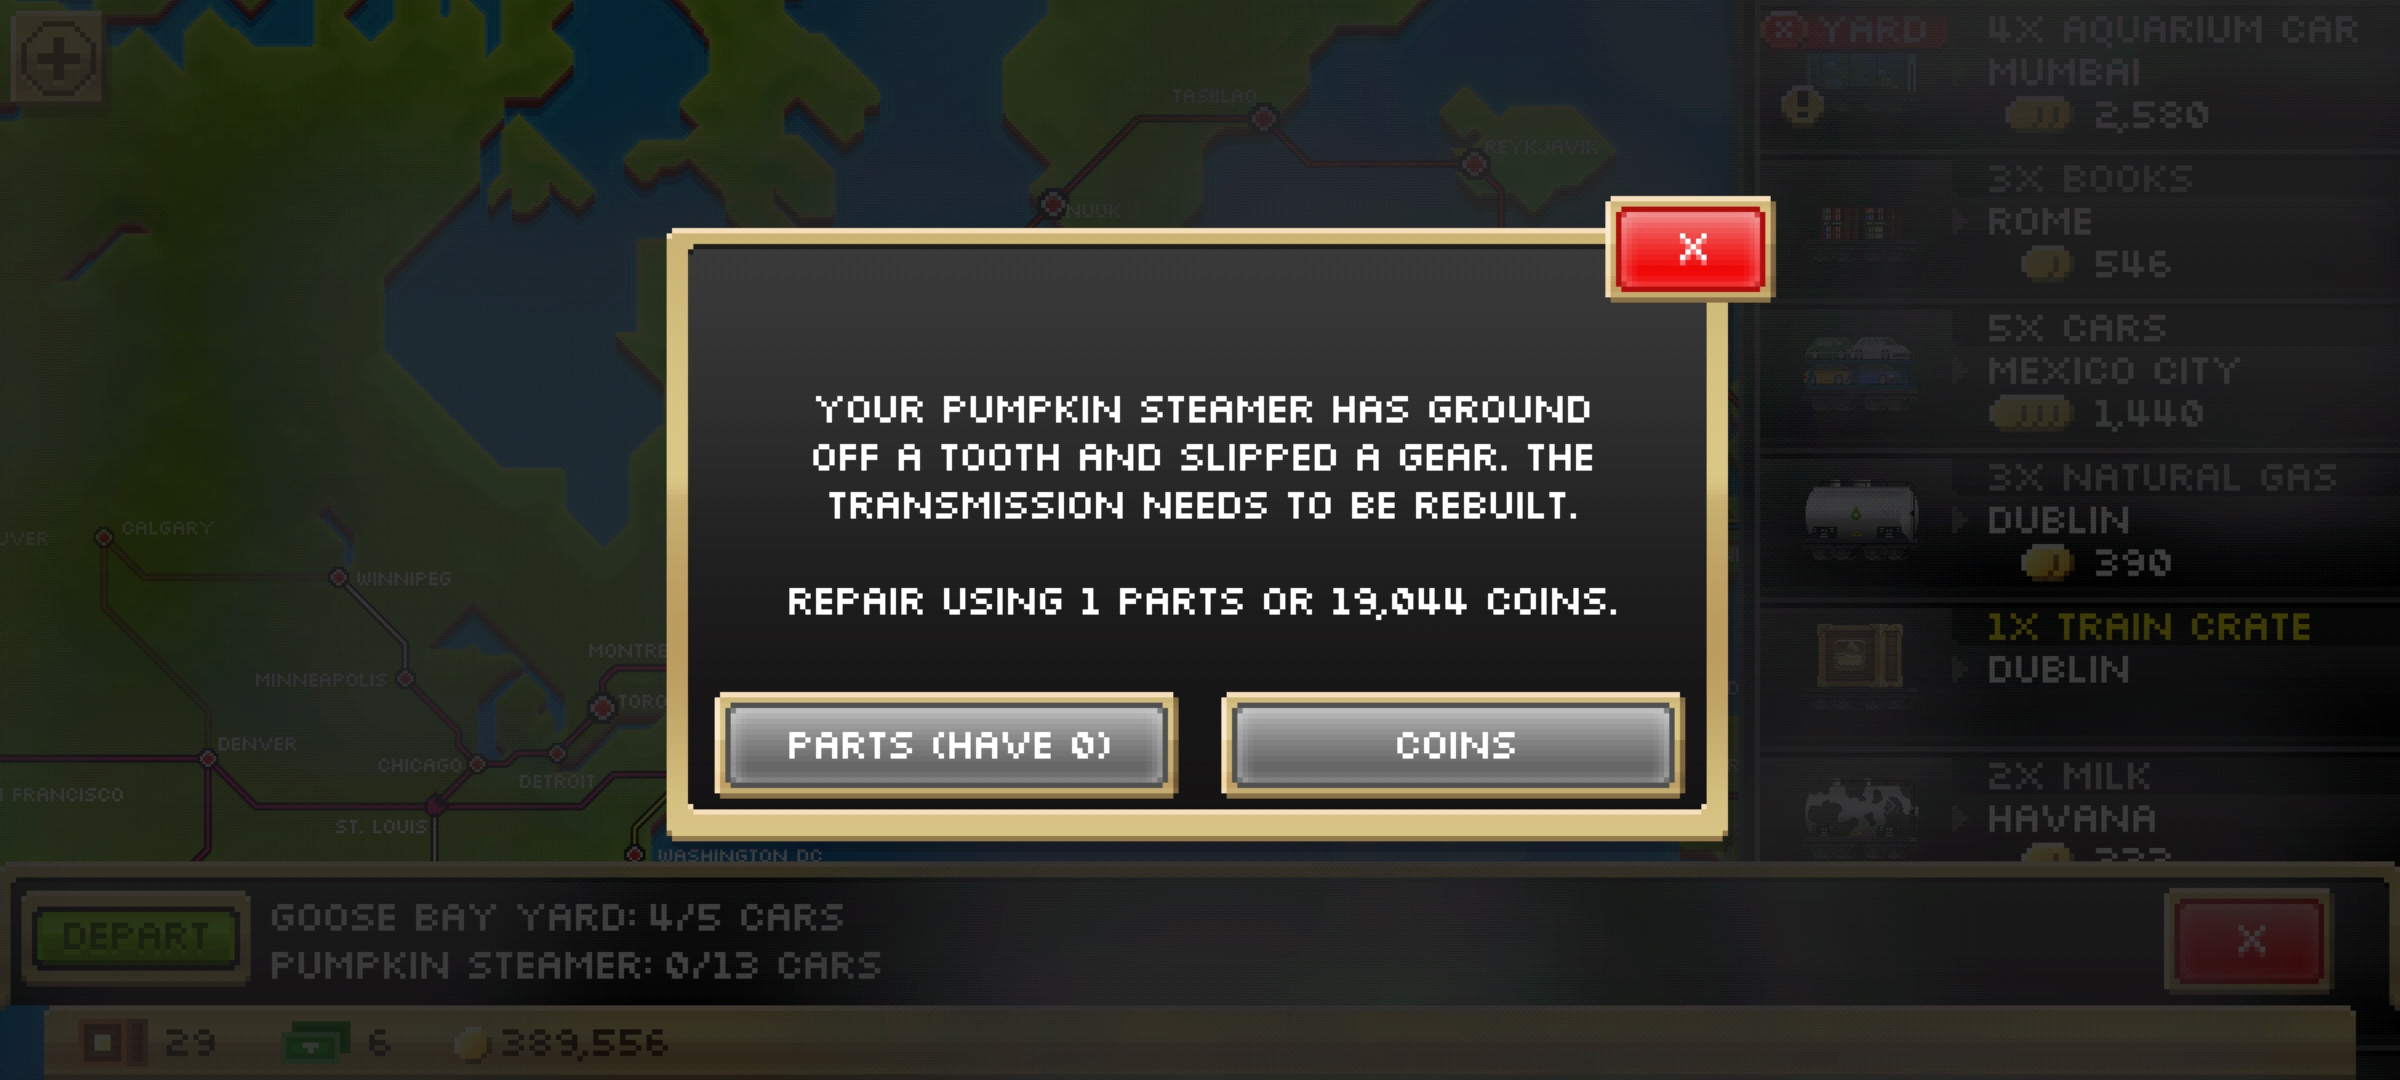 TASIILAQ
REYKJAVIK
NUUK
CALGARY
WINNIPEG
MINNEAPOLIS
MONTRE
TORO
DENVER
CHICAGO
DETROIT
FRANCISCO
ST. LOUIS
WASHINGTON DC
YARD
4X AQUARIUM CAR
MUMBAI
2,580
3X BOOKS
ROME
546
5X CARS
MEXICO CITY
1,440
3X NATURAL GAS
DUBLIN
390
1X TRAIN CRATE
DUBLIN
2X MILK
HAVANA
X
YOUR PUMPKIN STEAMER HAS GROUND
OFF A TOOTH AND SLIPPED A GEAR. THE
TRANSMISSION NEEDS TO BE REBUILT.
REPAIR USING 1 PARTS OR 19,044 COINS.
PARTS (HAVE 0)
COINS
DEPART
GOOSE BAY YARD: 4/5 CARS
PUMPKIN STEAMER: 0/13 CARS
X
29
6
389,556